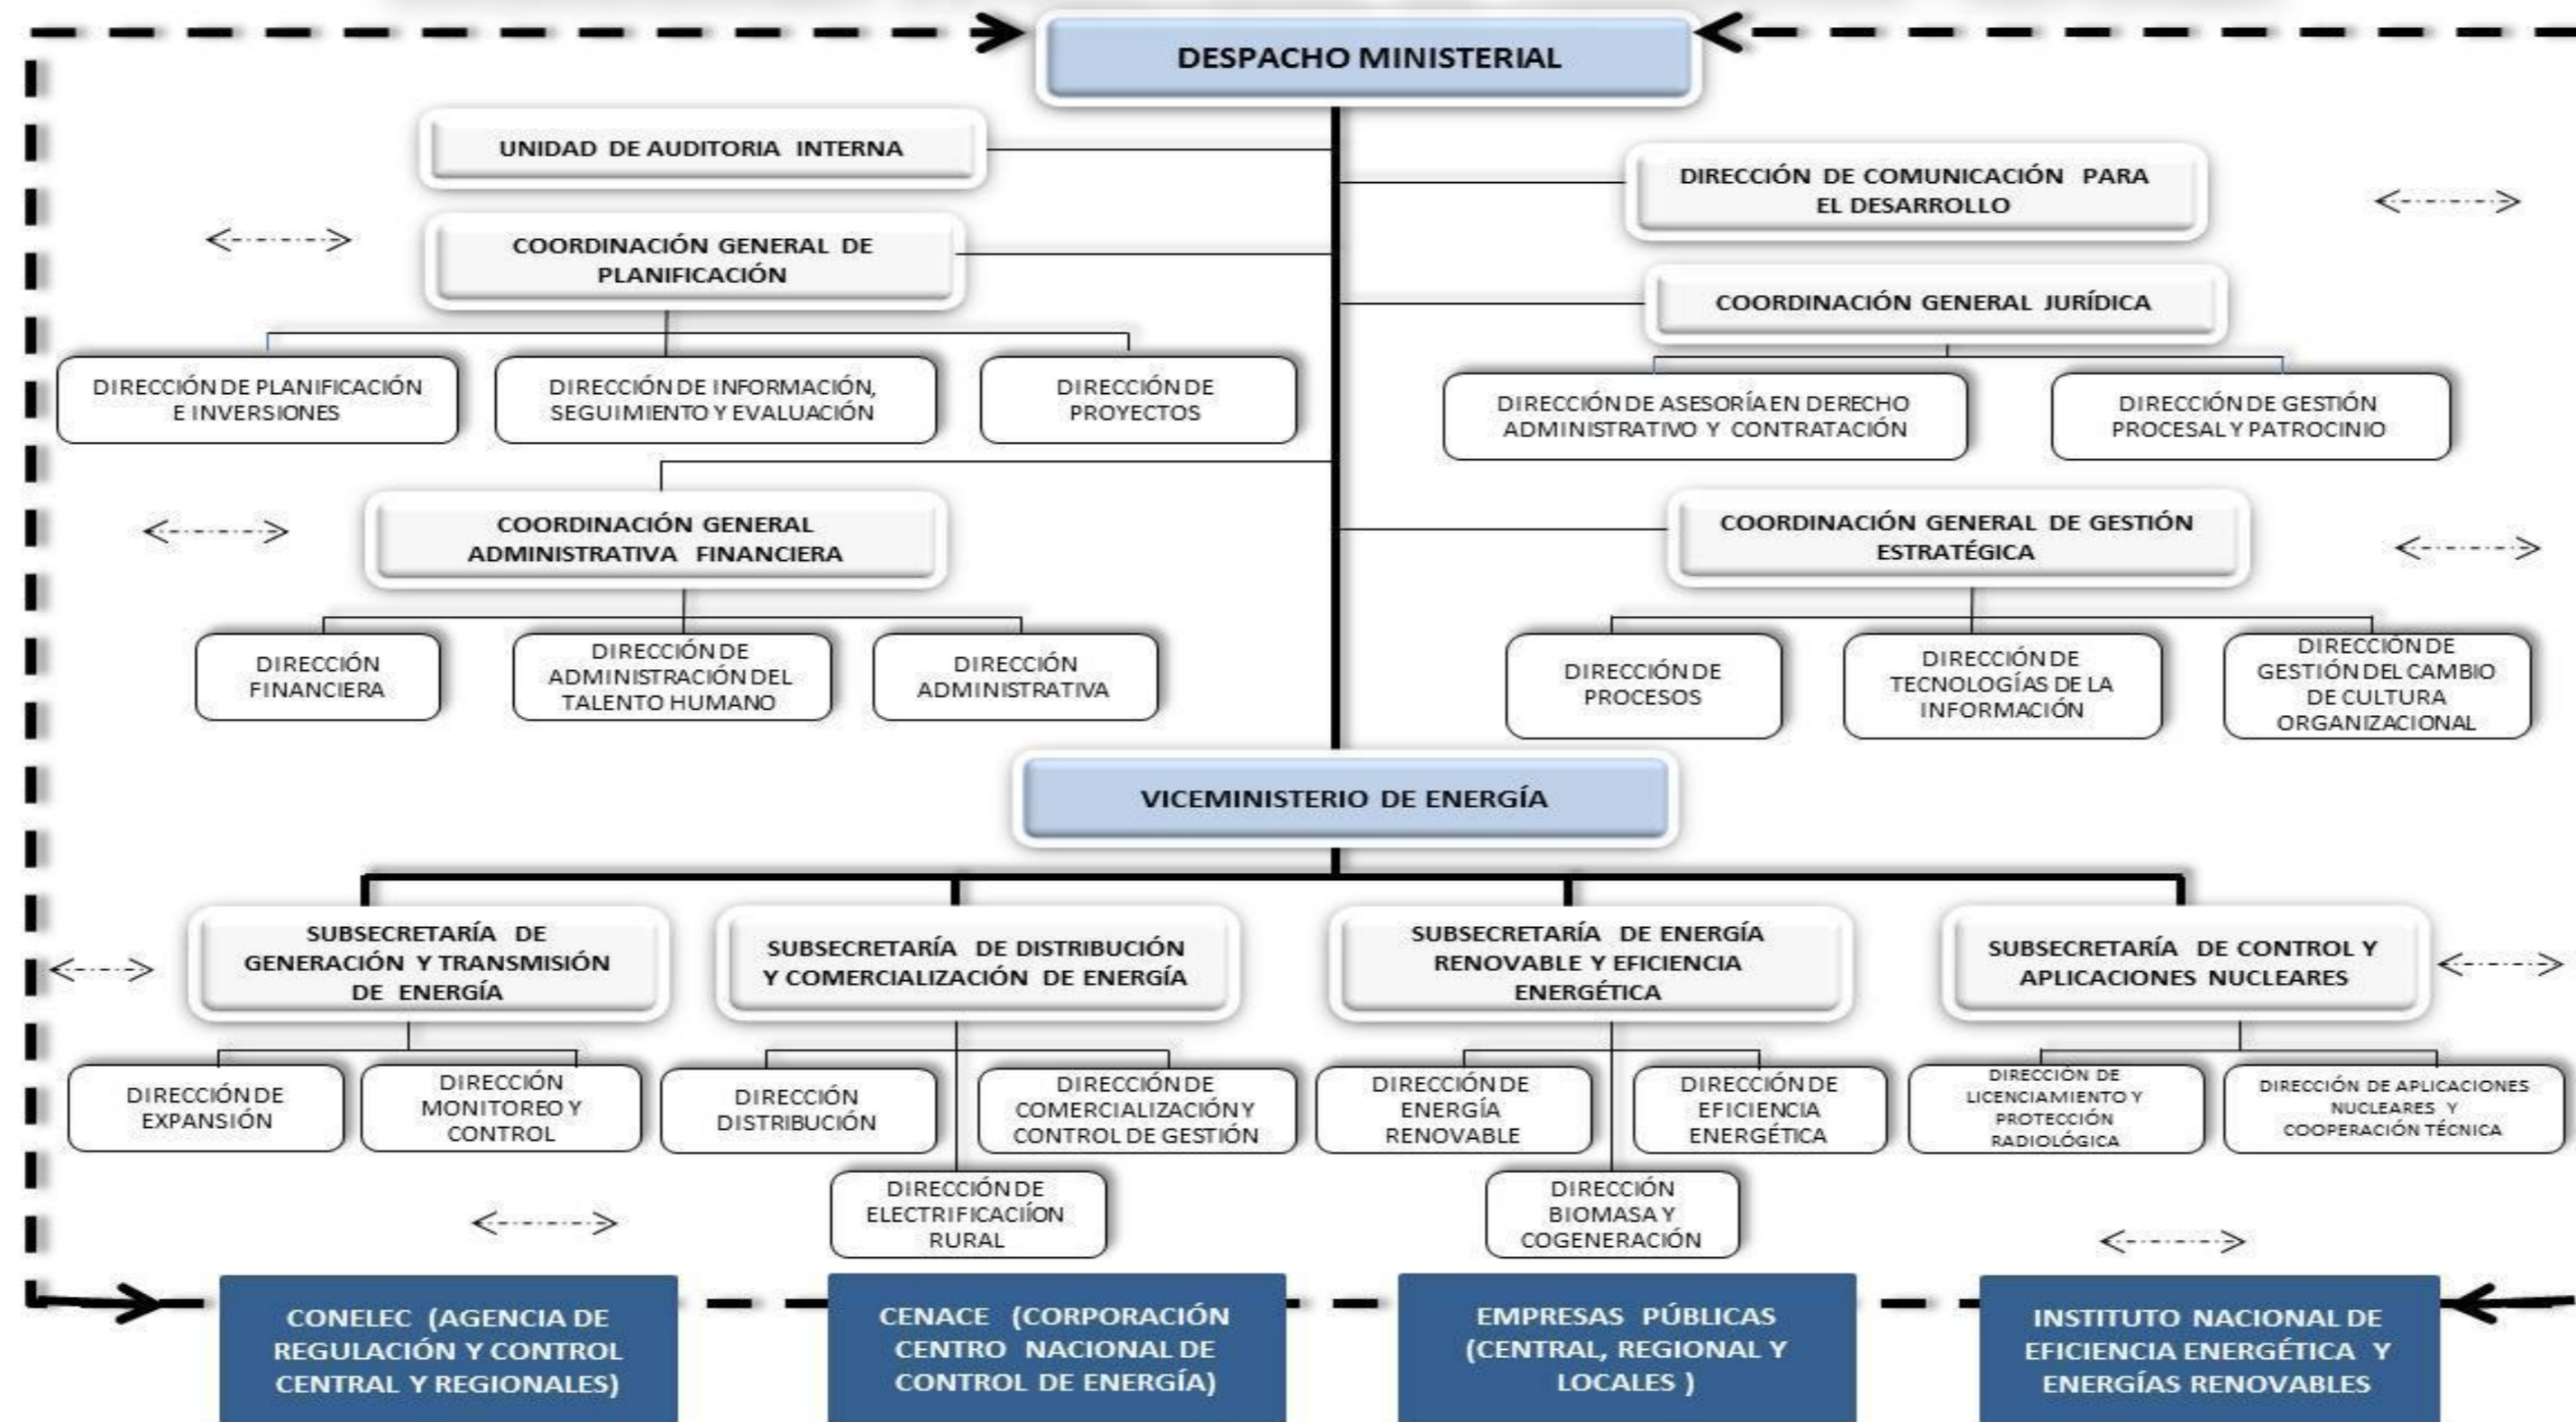 DESPACHO MINISTERIAL
UNIDAD DE AUDITORIA INTERNA
DIRECCIÓN DE COMUNICACIÓN PARA
EL DESARROLLO
COORDINACIÓN GENERAL DE
PLANIFICACIÓN
COORDINACIÓN GENERAL JURÍDICA
DIRECCIÓN DE PLANIFICACIÓN
E INVERSIONES
DIRECCIÓN DE INFORMACIÓN,
SEGUIMIENTO Y EVALUACIÓN
DIRECCIÓN DE
PROYECTOS
DIRECCIÓN DE ASESORÍA EN DERECHO
ADMINISTRATIVO Y CONTRATACIÓN
DIRECCIÓN DE GESTIÓN
PROCESAL Y PATROCINIO
COORDINACIÓN GENERAL
ADMINISTRATIVA FINANCIERA
COORDINACIÓN GENERAL DE GESTIÓN
ESTRATÉGICA
DIRECCIÓN
FINANCIERA
DIRECCIÓN DE
ADMINISTRACIÓN DEL
TALENTO HUMANO
DIRECCIÓN
ADMINISTRATIVA
DIRECCIÓN DE
PROCESOS
DIRECCIÓN DE
TECNOLOGÍAS DE LA
INFORMACIÓN
DIRECCIÓN DE
GESTIÓN DEL CAMBIO
DE CULTURA
ORGANIZACIONAL
VICEMINISTERIO DE ENERGÍA
SUBSECRETARÍA DE
GENERACIÓN Y TRANSMISIÓN
DE ENERGÍA
SUBSECRETARÍA DE DISTRIBUCIÓN
Y COMERCIALIZACIÓN DE ENERGÍA
SUBSECRETARÍA DE ENERGÍA
RENOVABLE Y EFICIENCIA
ENERGÉTICA
SUBSECRETARÍA DE CONTROL Y
APLICACIONES NUCLEARES
DIRECCIÓN DE
EXPANSIÓN
DIRECCIÓN
MONITOREO Y
CONTROL
DIRECCIÓN
DISTRIBUCIÓN
DIRECCIÓN DE
COMERCIALIZACIÓN Y
CONTROL DE GESTIÓN
DIRECCIÓN DE
ENERGÍA
RENOVABLE
DIRECCIÓN DE
EFICIENCIA
ENERGÉTICA
DIRECCIÓN DE
LICENCIAMIENTO Y
PROTECCIÓN
RADIOLÓGICA
DIRECCIÓN DE APLICACIONES
NUCLEARES Y
COOPERACIÓN TÉCNICA
DIRECCIÓN DE
ELECTRIFICACIÍON
RURAL
DIRECCIÓN
BIOMASA Y
COGENERACIÓN
CONELEC (AGENCIA DE
REGULACIÓN Y CONTROL
CENTRAL Y REGIONALES)
CENACE (CORPORACIÓN
CENTRO NACIONAL DE
CONTROL DE ENERGÍA)
EMPRESAS PÚBLICAS
(CENTRAL, REGIONAL Y
LOCALES )
INSTITUTO NACIONAL DE
EFICIENCIA ENERGÉTICA Y
ENERGÍAS RENOVABLES